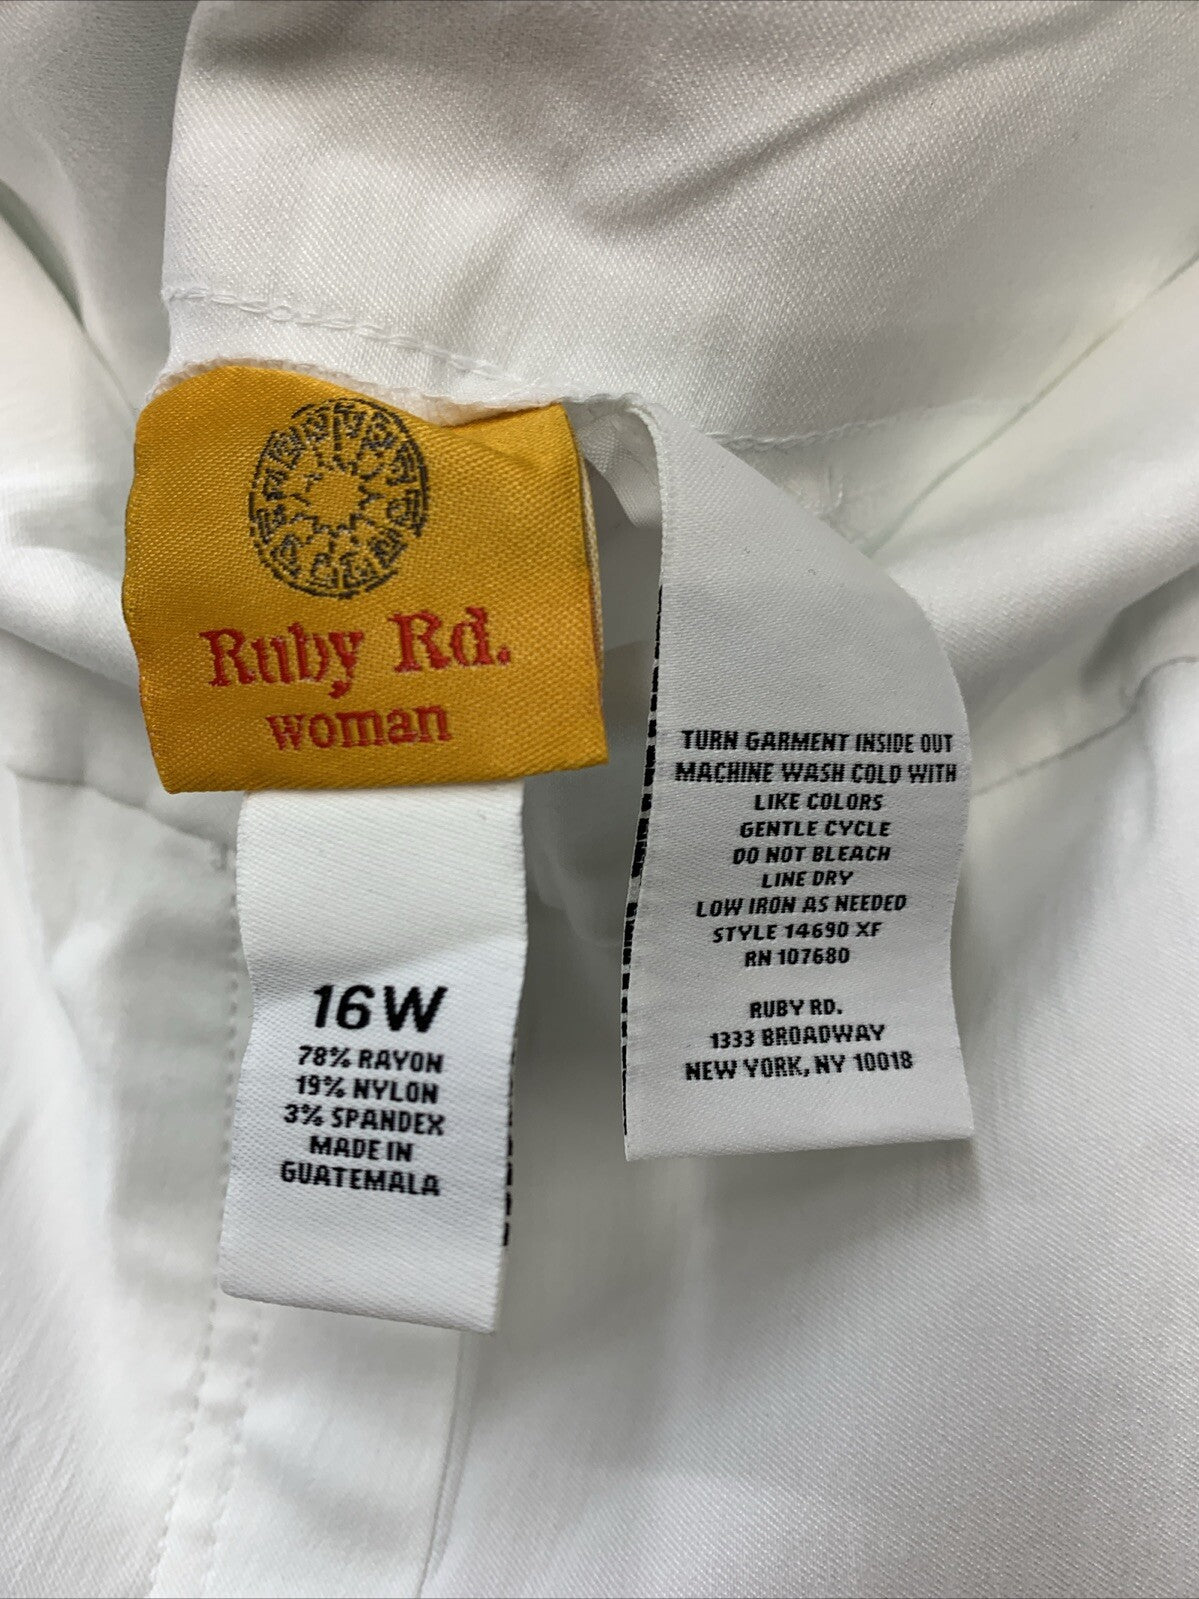 Ruby Rd.
woman
16W
78% RAYON
19% NYLON
3% SPANDEX
MADE IN
GUATEMALA
TURN GARMENT INSIDE OUT
MACHINE WASH COLD WITH
LIKE COLORS
GENTLE CYCLE
DO NOT BLEACH
LINE DRY
LOW IRON AS NEEDED
STYLE 14690 XF
RN 107680
RUBY RD.
1333 BROADWAY
NEW YORK, NY 10018